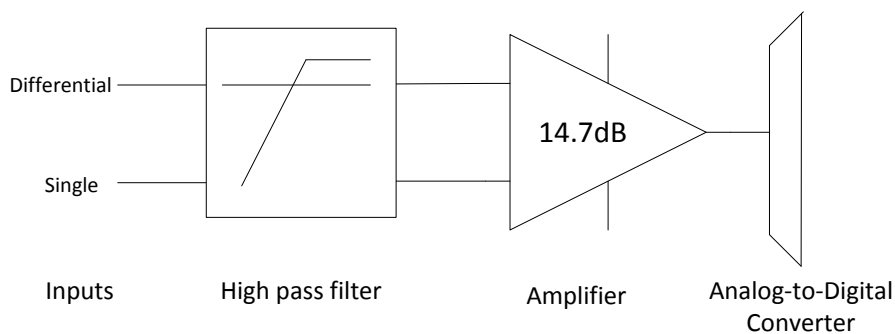 Differential
14.7dB
Single
Inputs
High pass filter
Amplifier
Analog-to-Digital
Converter